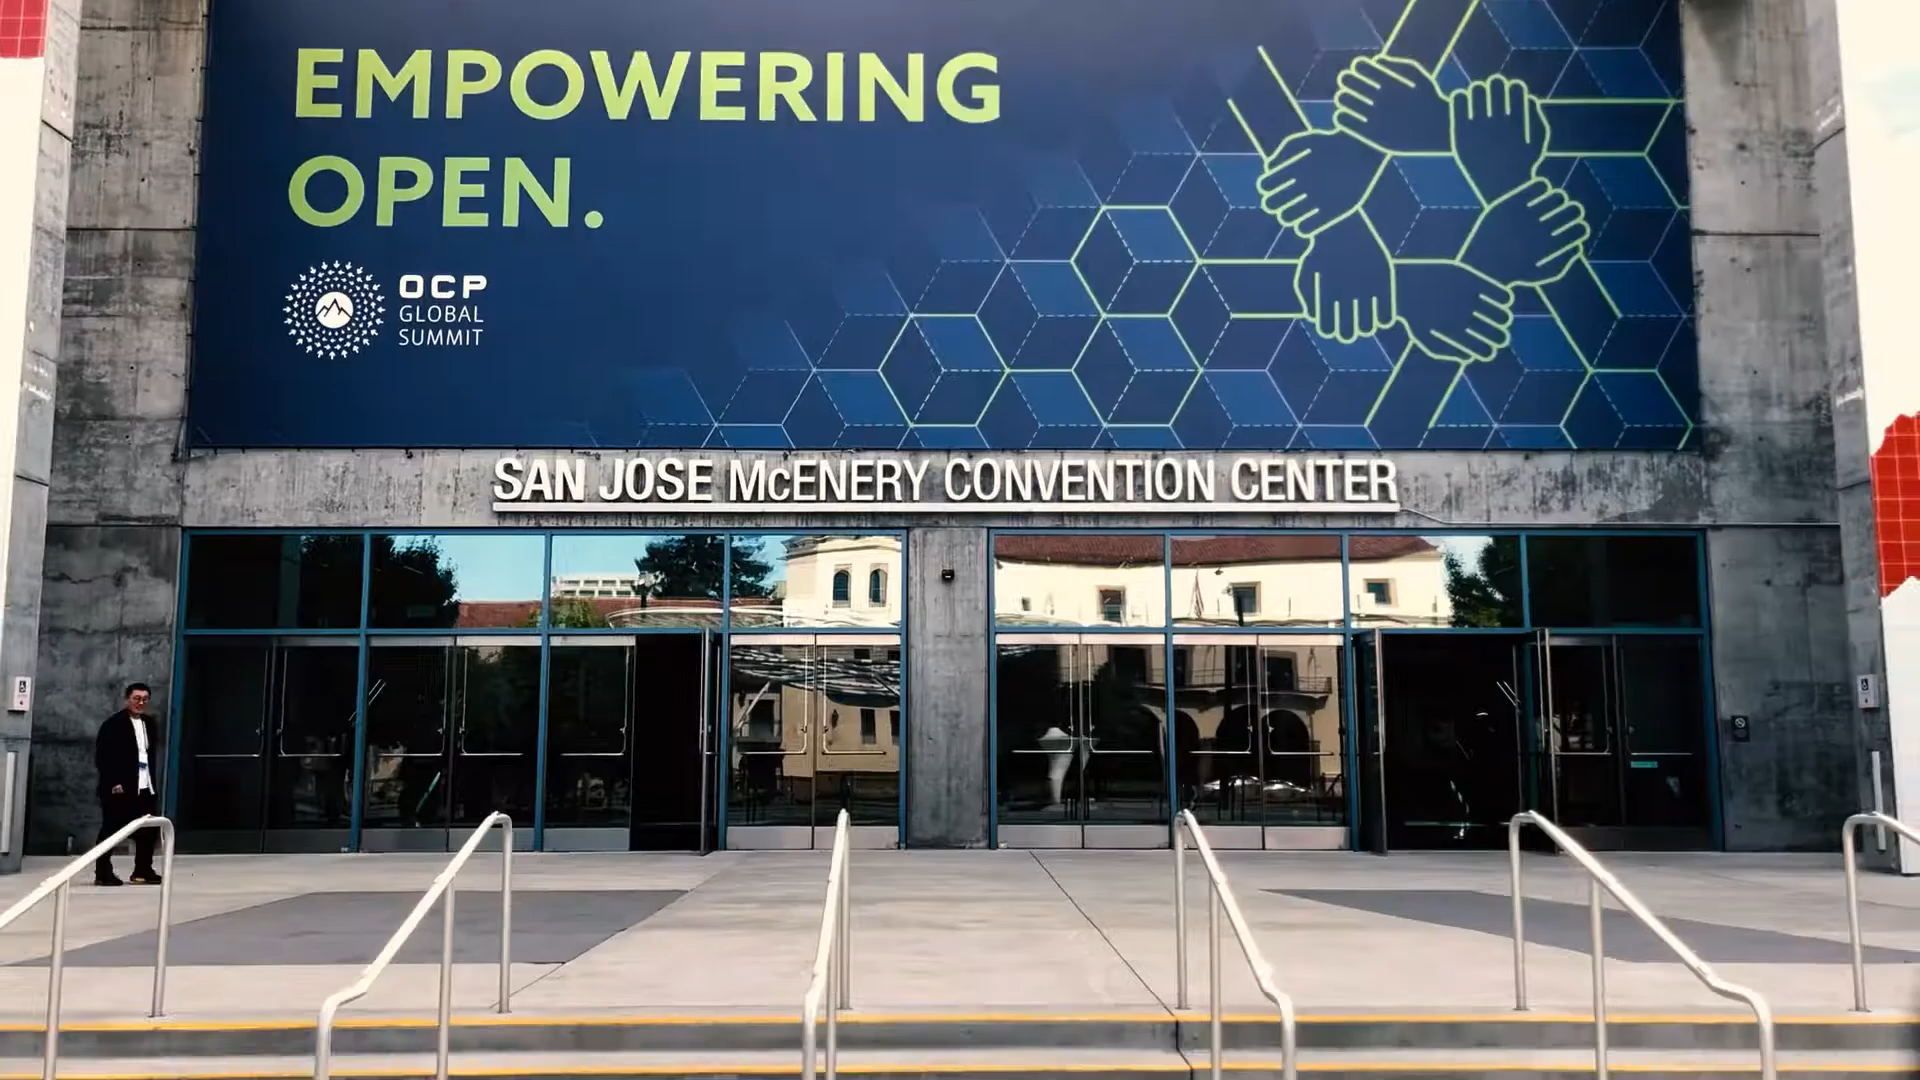 EMPOWERING
OPEN.
OCP
GLOBAL
SUMMIT
SAN JOSE McENERY CONVENTION CENTER